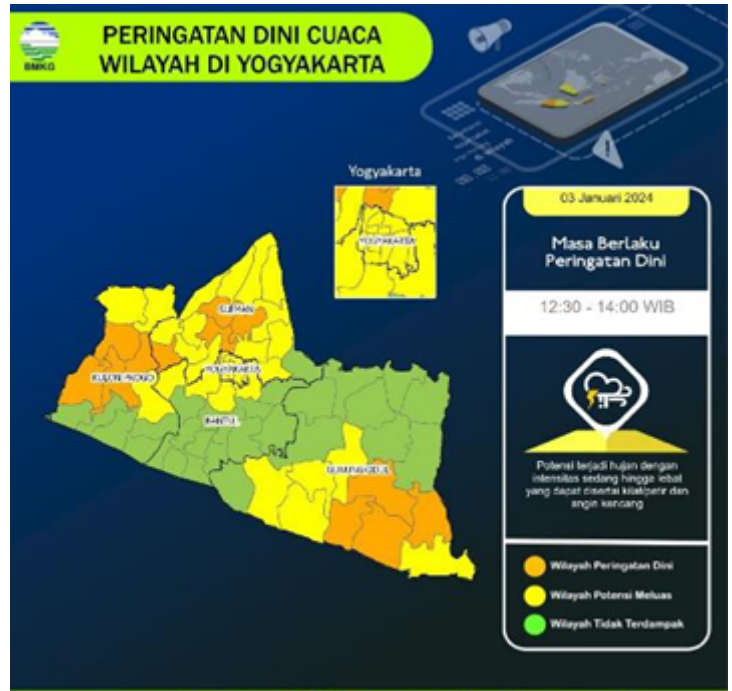 BMKG
PERINGATAN DINI CUACA
WILAYAH DI YOGYAKARTA
Yogyakarta
YOGYAKARTA
SLEMAN
KULON PROGO
YOGYAKARTA
BANTUL
GUNUNGKIDUL
03 Januari 2024
Masa Berlaku
Peringatan Dini
12:30 - 14:00 WIB
Potensi terjadi hujan dengan
intensitas sedang hingga lebat
yang dapat disertai kilat/petir dan
angin kencang
Wilayah Peringatan Dini
Wilayah Potensi Meluas
Wilayah Tidak Terdampak